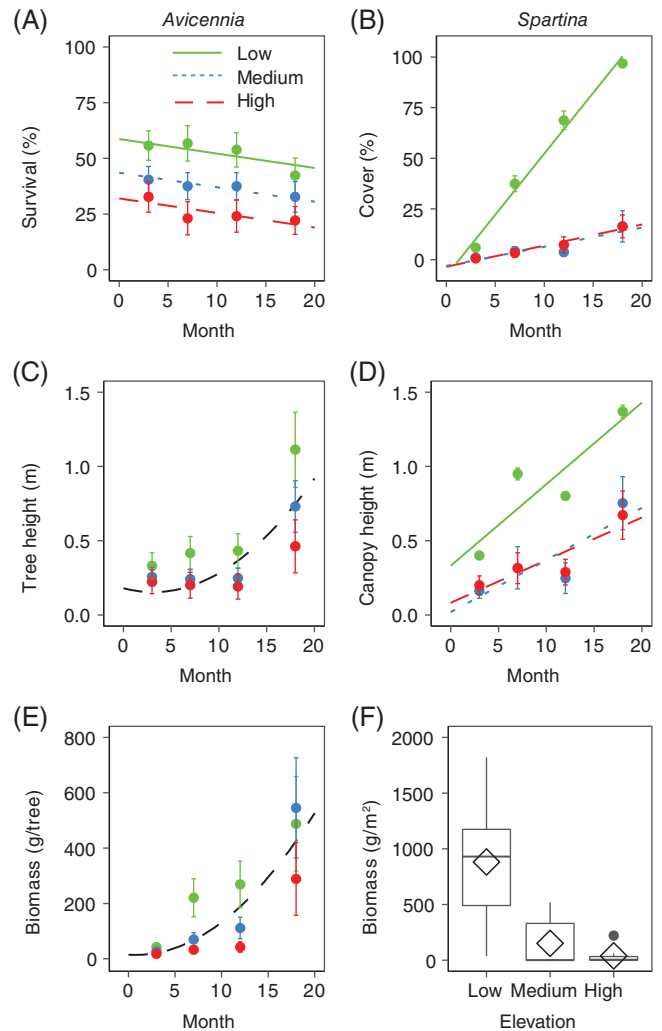 (A) Avicennia
Survival (%)
100
75
50
25
0
Low
Medium
High
0 5 10 15 20
Month
(B) Spartina
Cover (%)
100
75
50
25
0
0 5 10 15 20
Month
(C)
Tree height (m)
1.5
1.0
0.5
0.0
0 5 10 15 20
Month
(D)
Canopy height (m)
1.5
1.0
0.5
0.0
0 5 10 15 20
Month
(E)
Biomass (g/tree)
800
600
400
200
0
0 5 10 15 20
Month
(F)
Biomass (g/m²)
2000
1500
1000
500
0
Low Medium High
Elevation